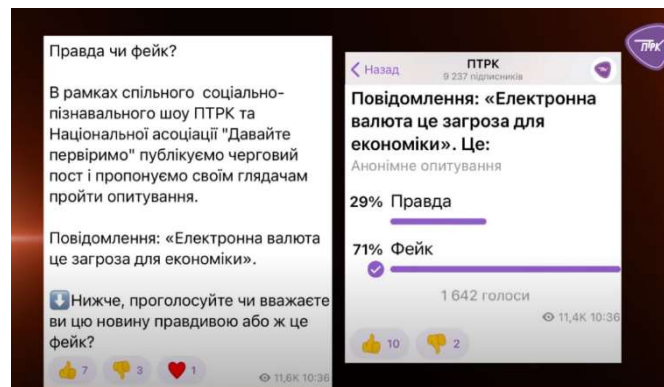 Правда чи фейк?
В рамках спільного соціально-
пізнавального шоу ПТРК та
Національної асоціації "Давайте
первіримо" публікуємо черговий
пост і пропонуємо своїм глядачам
пройти опитування.
Повідомлення: «Електронна валюта
це загроза для економіки».
⬇️Нижче, проголосуйте чи вважаєте
ви цю новину правдивою або ж це
фейк?
👍 7 👎 3 ❤️ 1 11,6K 10:36
Назад
ПТРК
9 237 підписників
Повідомлення: «Електронна
валюта це загроза для
економіки». Це:
Анонімне опитування
29% Правда
71% Фейк
1 642 голоси
11,4K 10:36
👍 10 👎 2
ПТРК